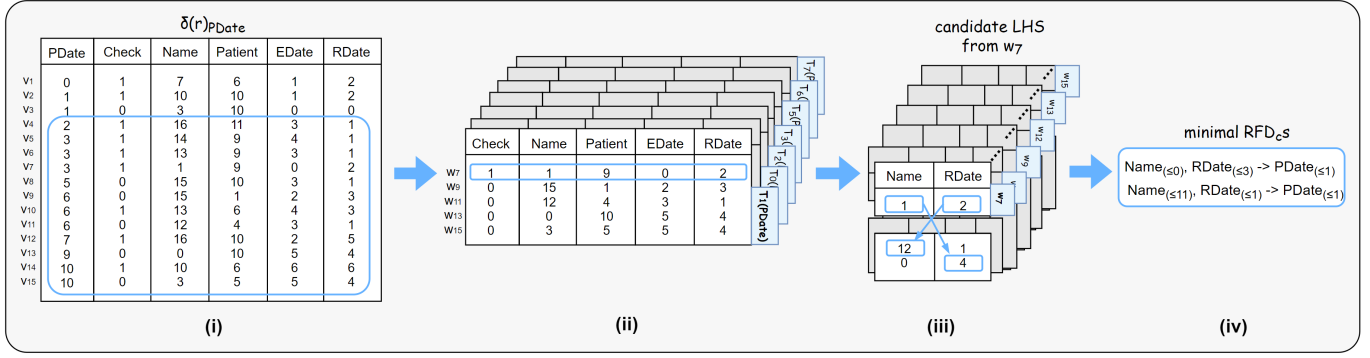 δ(r)PDate
PDate Check Name Patient EDate RDate
v1 0 1 7 6 1 2
v2 1 1 10 10 1 2
v3 1 0 3 10 0 0
v4 2 1 16 11 3 1
v5 3 1 14 9 4 1
v6 3 1 13 9 3 1
v7 3 1 1 9 0 2
v8 5 0 15 10 3 1
v9 6 0 15 1 2 3
v10 6 1 13 6 4 3
v11 6 0 12 4 3 1
v12 7 1 16 10 2 5
v13 9 0 0 10 5 4
v14 10 1 10 6 6 6
v15 10 0 3 5 5 4
(i)
T7(P
T6(
T5(P
T3(
T2(
T0(P
T1(PDate)
Check Name Patient EDate RDate
w7 1 1 9 0 2
w9 0 15 1 2 3
w11 0 12 4 3 1
w13 0 0 10 5 4
w15 0 3 5 5 4
(ii)
candidate LHS
from w7
w15
w13
w12
w9
w7
Name RDate
1 2
12 1
0 4
(iii)
minimal RFDcs
Name(≤0), RDate(≤3) -> PDate(≤1)
Name(≤11), RDate(≤1) -> PDate(≤1)
(iv)